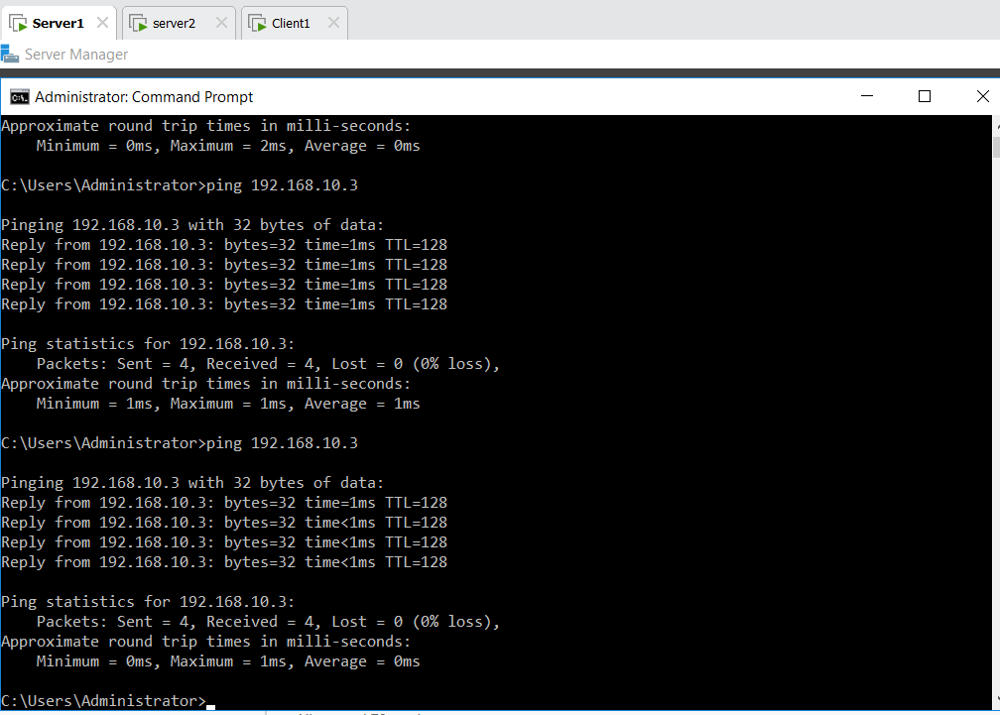 Server1 server2 Client1
Server Manager
Administrator: Command Prompt
Approximate round trip times in milli-seconds:
Minimum = 0ms, Maximum = 2ms, Average = 0ms
C:\Users\Administrator>ping 192.168.10.3
Pinging 192.168.10.3 with 32 bytes of data:
Reply from 192.168.10.3: bytes=32 time=1ms TTL=128
Reply from 192.168.10.3: bytes=32 time=1ms TTL=128
Reply from 192.168.10.3: bytes=32 time=1ms TTL=128
Reply from 192.168.10.3: bytes=32 time=1ms TTL=128
Ping statistics for 192.168.10.3:
Packets: Sent = 4, Received = 4, Lost = 0 (0% loss),
Approximate round trip times in milli-seconds:
Minimum = 1ms, Maximum = 1ms, Average = 1ms
C:\Users\Administrator>ping 192.168.10.3
Pinging 192.168.10.3 with 32 bytes of data:
Reply from 192.168.10.3: bytes=32 time=1ms TTL=128
Reply from 192.168.10.3: bytes=32 time<1ms TTL=128
Reply from 192.168.10.3: bytes=32 time<1ms TTL=128
Reply from 192.168.10.3: bytes=32 time<1ms TTL=128
Ping statistics for 192.168.10.3:
Packets: Sent = 4, Received = 4, Lost = 0 (0% loss),
Approximate round trip times in milli-seconds:
Minimum = 0ms, Maximum = 1ms, Average = 0ms
C:\Users\Administrator>